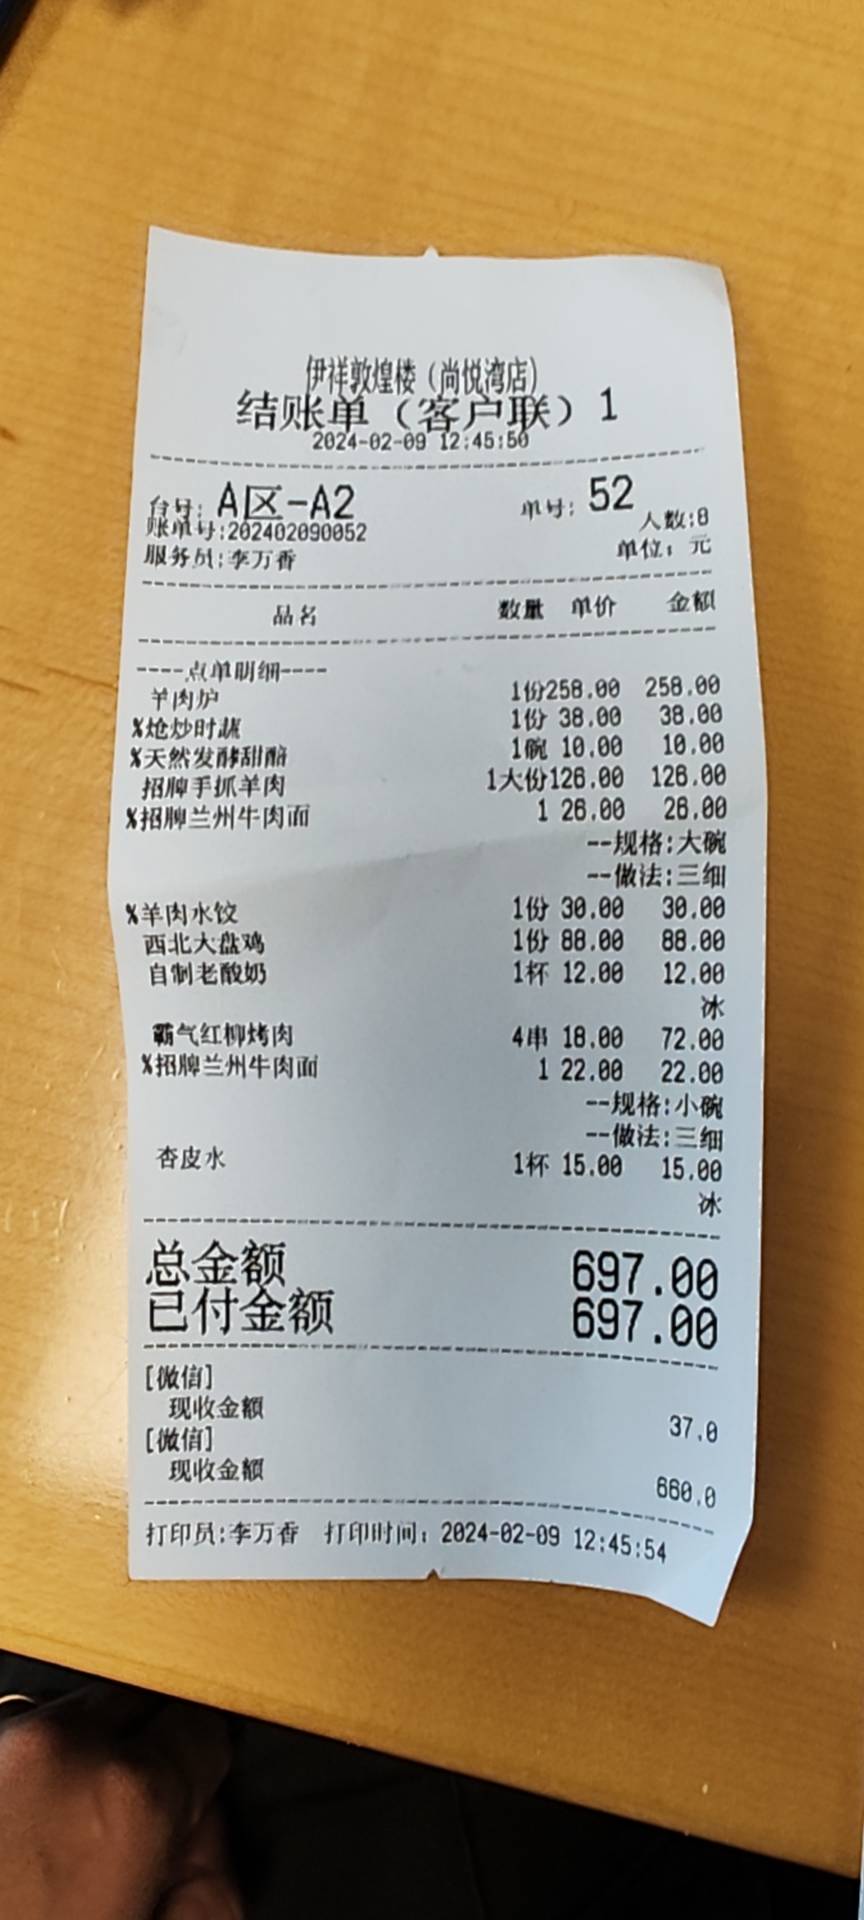 伊祥敦煌楼（尚悦湾店）
结账单（客户联）1
2024-02-09 12:45:50
台号: A区-A2 单号: 52
账单号:202402090052 人数:8
服务员:李万香 单位: 元
品名 数量 单价 金额
----点单明细----
羊肉炉 1份258.00 258.00
%炝炒时蔬 1份 38.00 38.00
%天然发酵甜醅 1碗 10.00 10.00
招牌手抓羊肉 1大份126.00 126.00
%招牌兰州牛肉面 1 26.00 26.00
--规格:大碗
--做法:三细
%羊肉水饺 1份 30.00 30.00
西北大盘鸡 1份 88.00 88.00
自制老酸奶 1杯 12.00 12.00
冰
霸气红柳烤肉 4串 18.00 72.00
%招牌兰州牛肉面 1 22.00 22.00
--规格:小碗
--做法:三细
杏皮水 1杯 15.00 15.00
冰
总金额 697.00
已付金额 697.00
[微信]
现收金额 37.0
[微信]
现收金额 660.0
打印员:李万香 打印时间: 2024-02-09 12:45:54